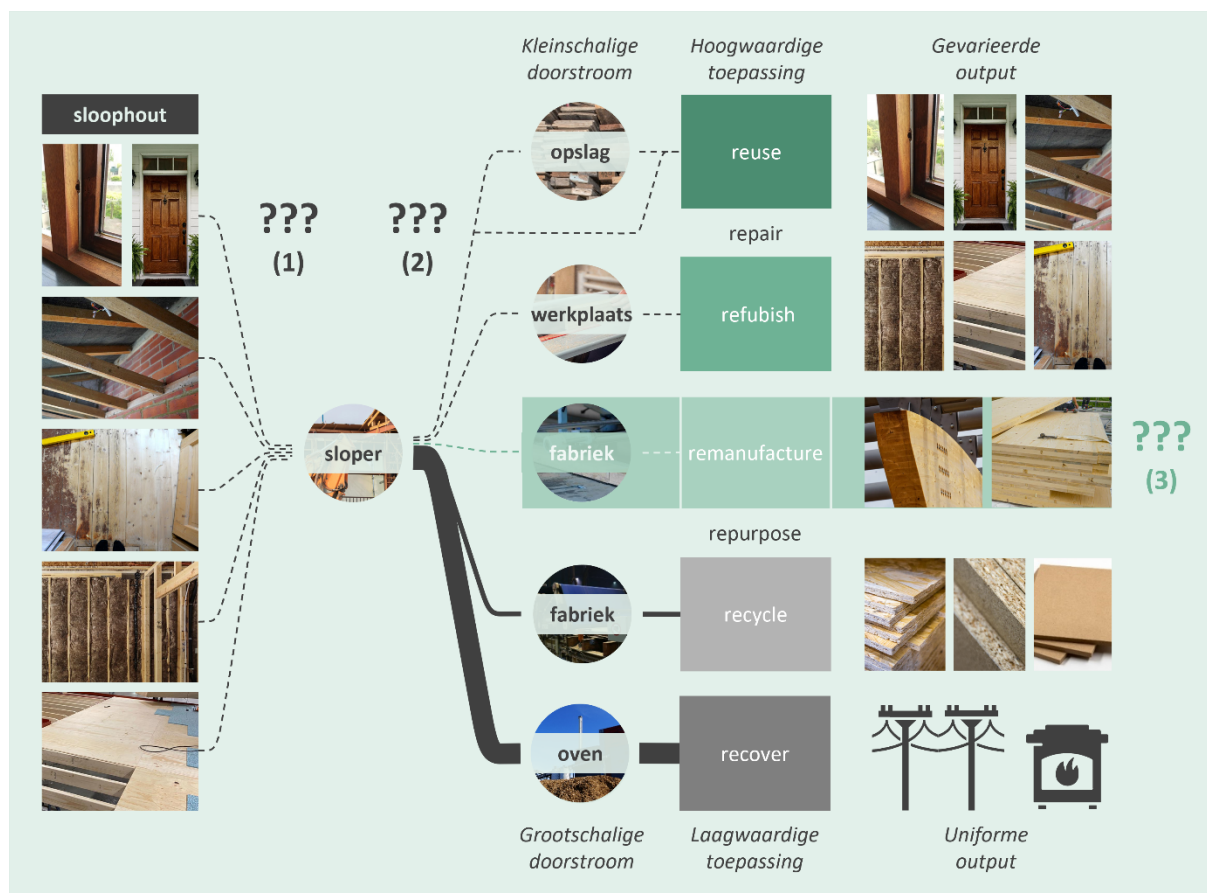 Kleinschalige
doorstroom
Hoogwaardige
toepassing
Gevarieerde
output
sloophout
opslag
reuse
???
(1)
???
(2)
repair
werkplaats
refubish
sloper
fabriek
remanufacture
???
(3)
repurpose
fabriek
recycle
oven
recover
Grootschalige
doorstroom
Laagwaardige
toepassing
Uniforme
output